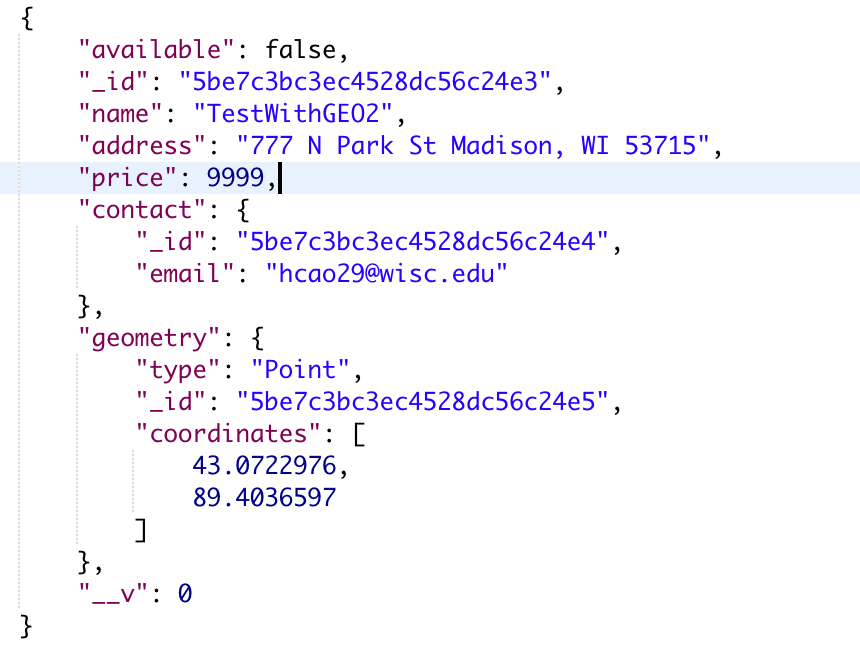 {
    "available": false,
    "_id": "5be7c3bc3ec4528dc56c24e3",
    "name": "TestWithGEO2",
    "address": "777 N Park St Madison, WI 53715",
    "price": 9999,
    "contact": {
        "_id": "5be7c3bc3ec4528dc56c24e4",
        "email": "hcao29@wisc.edu"
    },
    "geometry": {
        "type": "Point",
        "_id": "5be7c3bc3ec4528dc56c24e5",
        "coordinates": [
            43.0722976,
            89.4036597
        ]
    },
    "__v": 0
}